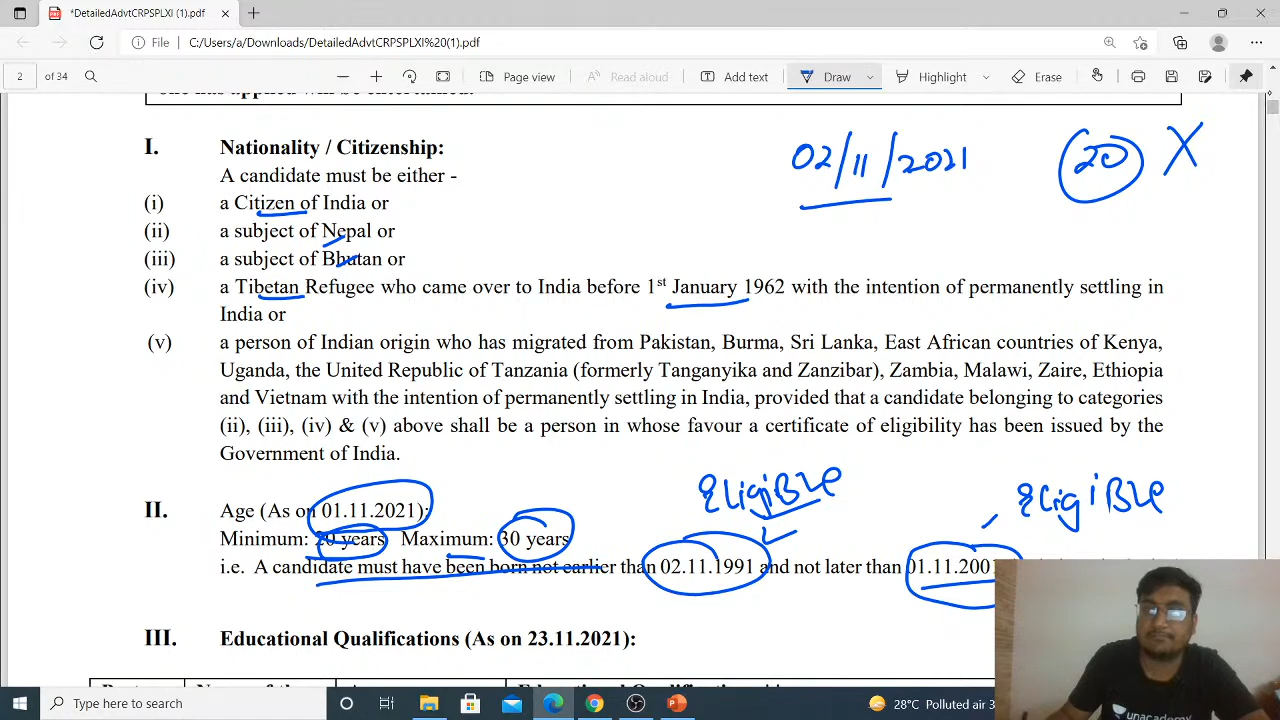 *DetailedAdvtCRPSPLXI (1).pdf
File C:/Users/a/Downloads/DetailedAdvtCRPSPLXI%20(1).pdf
2 of 34 Page view Read aloud Add text Draw Highlight Erase
one has applied will be entertained.
I. Nationality / Citizenship:
02/11/2021 20 X
A candidate must be either -
(i) a Citizen of India or
(ii) a subject of Nepal or
(iii) a subject of Bhutan or
(iv) a Tibetan Refugee who came over to India before 1st January 1962 with the intention of permanently settling in
India or
(v) a person of Indian origin who has migrated from Pakistan, Burma, Sri Lanka, East African countries of Kenya,
Uganda, the United Republic of Tanzania (formerly Tanganyika and Zanzibar), Zambia, Malawi, Zaire, Ethiopia
and Vietnam with the intention of permanently settling in India, provided that a candidate belonging to categories
(ii), (iii), (iv) & (v) above shall be a person in whose favour a certificate of eligibility has been issued by the
Government of India.
EligiBLe EligiBLe
II. Age (As on 01.11.2021):
Minimum: 20 years Maximum: 30 years
i.e. A candidate must have been born not earlier than 02.11.1991 and not later than 01.11.2001
III. Educational Qualifications (As on 23.11.2021):
unacademy
Type here to search 28°C Polluted air 3